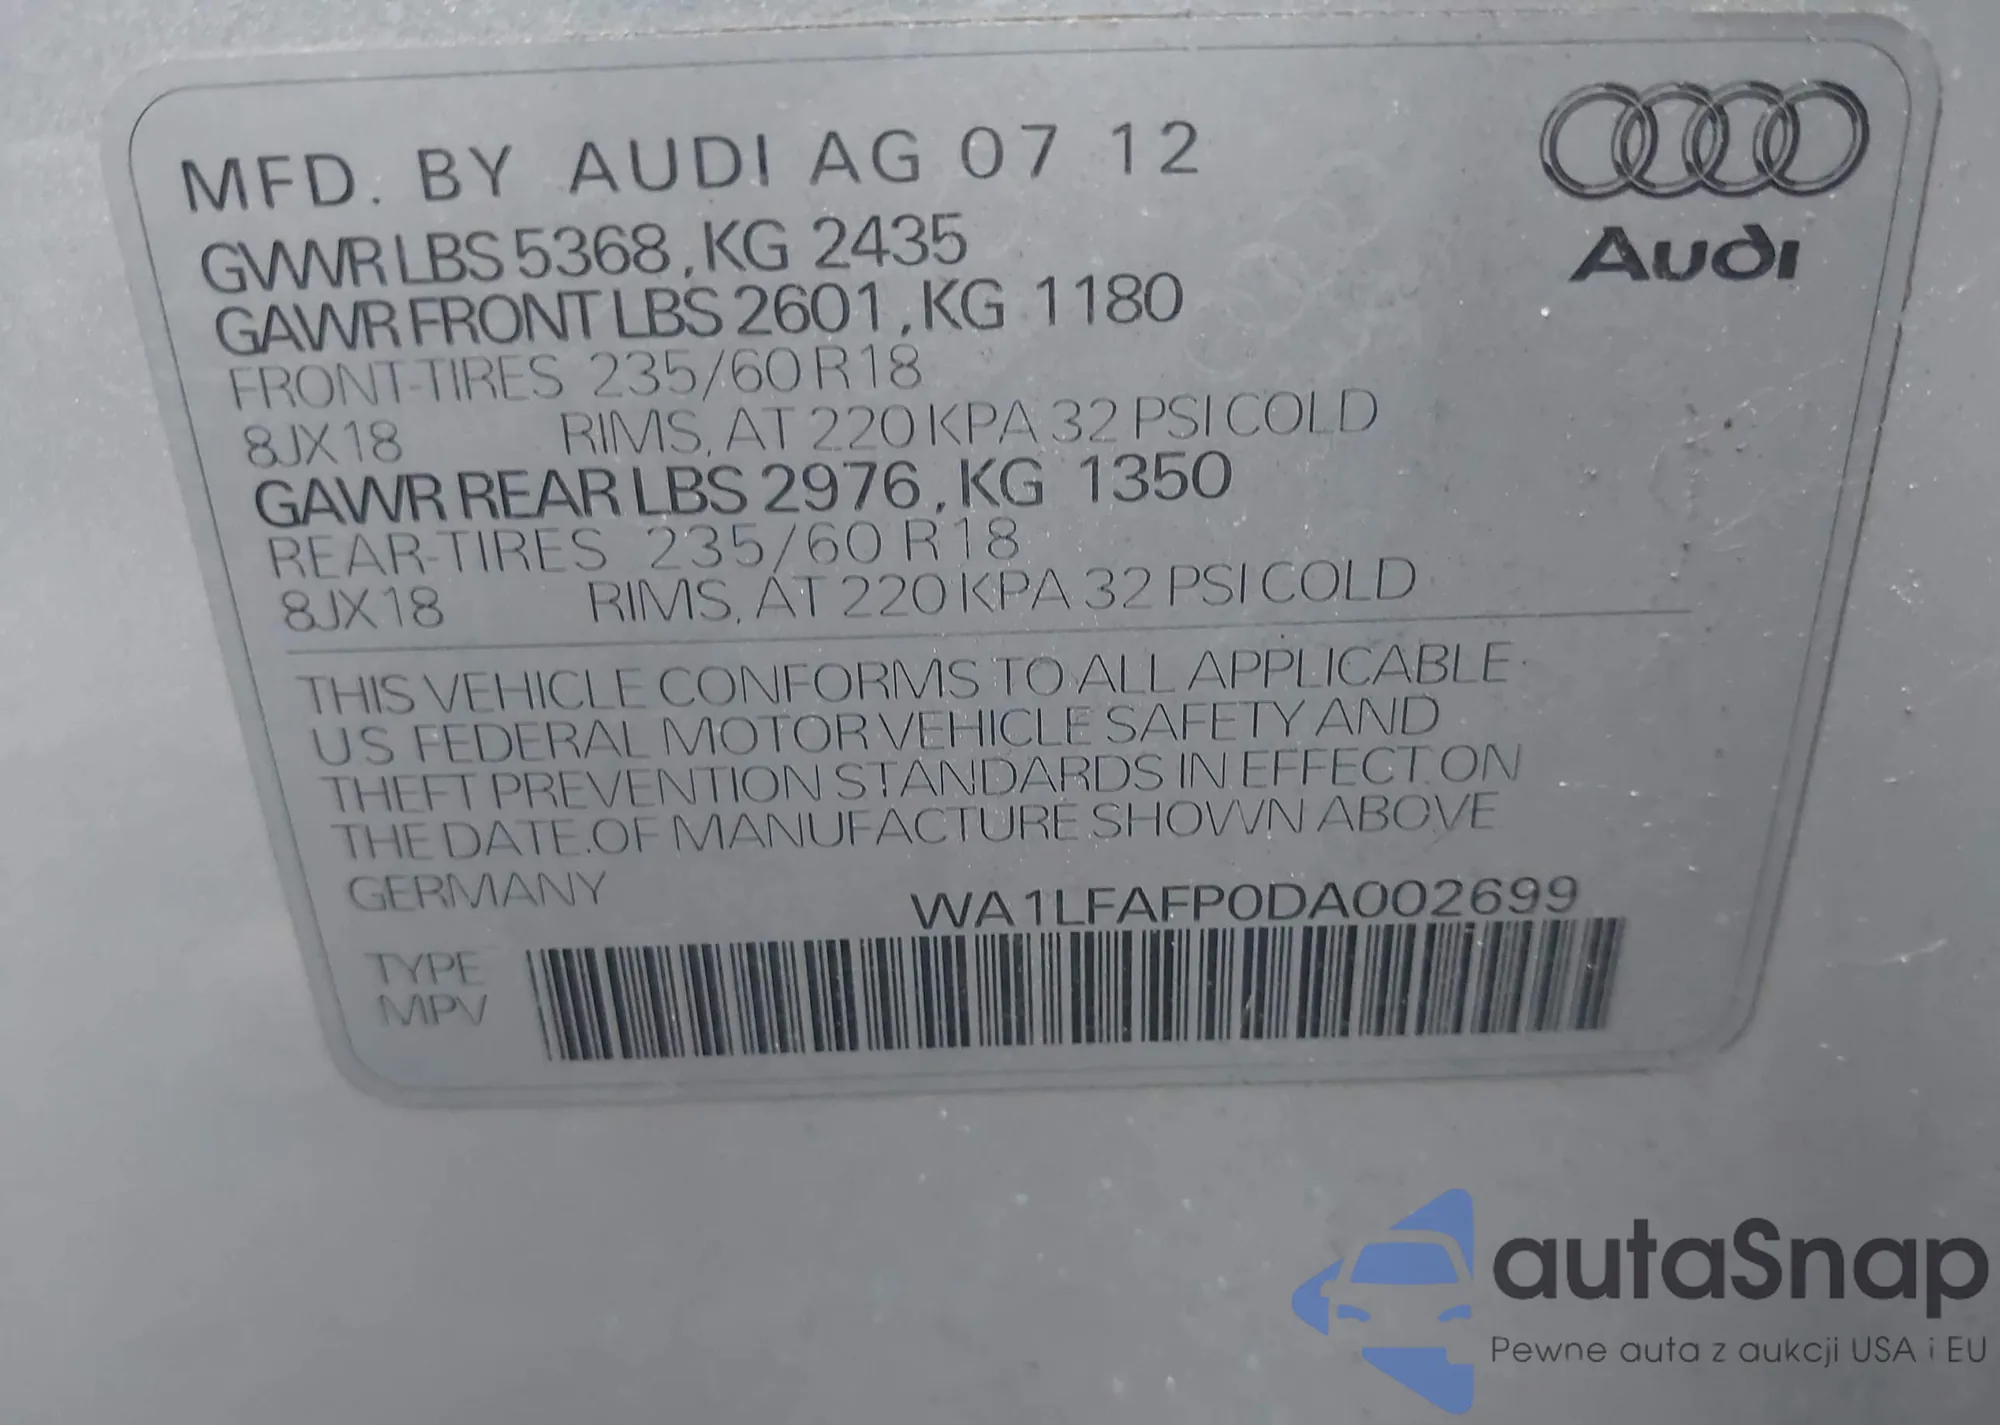 MFD. BY AUDI AG 07 12
Audi
GVWR LBS 5368, KG 2435
GAWR FRONT LBS 2601, KG 1180
FRONT-TIRES 235/60 R18
8JX18 RIMS, AT 220 KPA 32 PSI COLD
GAWR REAR LBS 2976, KG 1350
REAR-TIRES 235/60 R18
8JX18 RIMS, AT 220 KPA 32 PSI COLD
THIS VEHICLE CONFORMS TO ALL APPLICABLE
US FEDERAL MOTOR VEHICLE SAFETY AND
THEFT PREVENTION STANDARDS IN EFFECT ON
THE DATE OF MANUFACTURE SHOWN ABOVE
GERMANY WA1LFAFP0DA002699
TYPE
MPV
autaSnap
Pewne auta z aukcji USA i EU